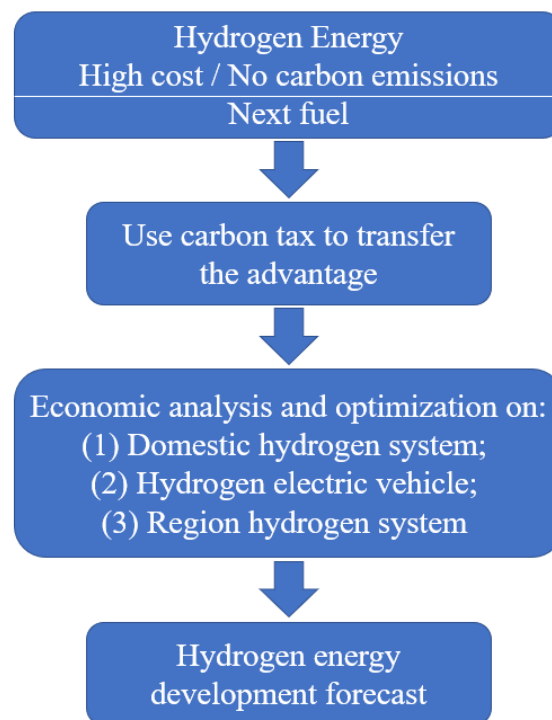 Hydrogen Energy
High cost / No carbon emissions
Next fuel
Use carbon tax to transfer
the advantage
Economic analysis and optimization on:
(1) Domestic hydrogen system;
(2) Hydrogen electric vehicle;
(3) Region hydrogen system
Hydrogen energy
development forecast